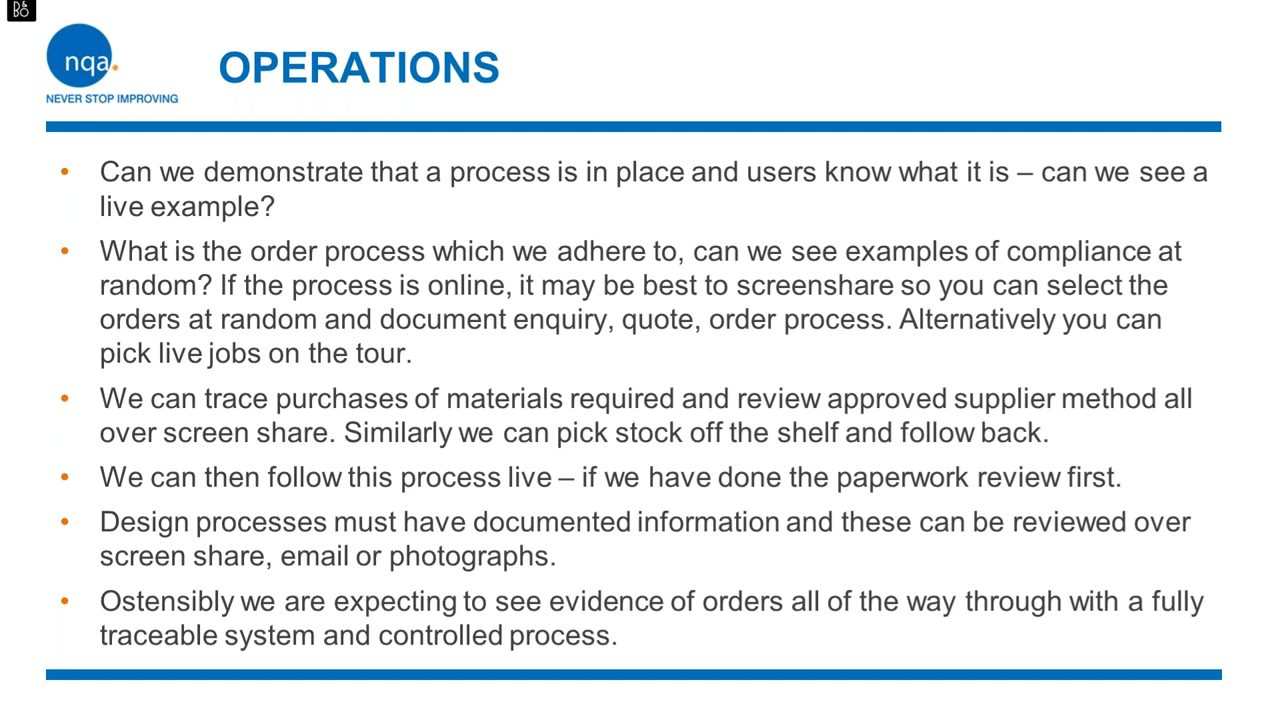 B&O
nqa.
NEVER STOP IMPROVING
OPERATIONS
• Can we demonstrate that a process is in place and users know what it is – can we see a
live example?
• What is the order process which we adhere to, can we see examples of compliance at
random? If the process is online, it may be best to screenshare so you can select the
orders at random and document enquiry, quote, order process. Alternatively you can
pick live jobs on the tour.
• We can trace purchases of materials required and review approved supplier method all
over screen share. Similarly we can pick stock off the shelf and follow back.
• We can then follow this process live – if we have done the paperwork review first.
• Design processes must have documented information and these can be reviewed over
screen share, email or photographs.
• Ostensibly we are expecting to see evidence of orders all of the way through with a fully
traceable system and controlled process.